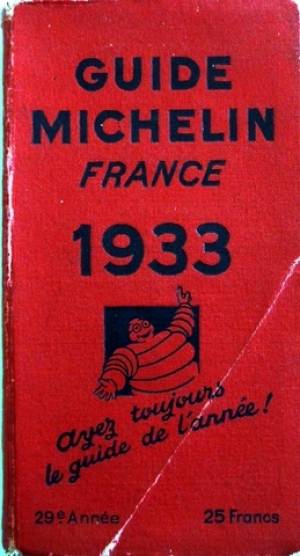 GUIDE
MICHELIN
FRANCE
1933
ayez toujours
le guide de l'année!
29e Année 25 Francs